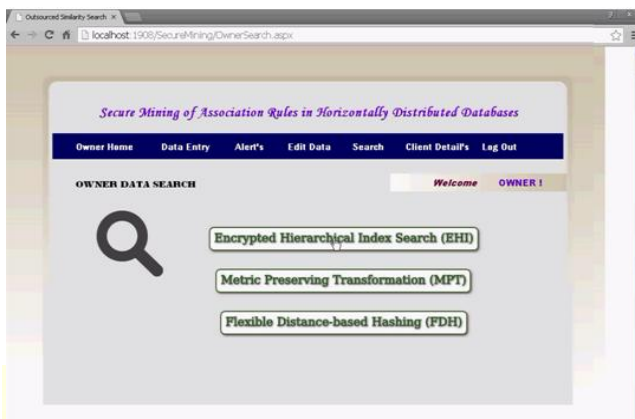 Outsourced Similarity Search
localhost:1908/SecureMining/OwnerSearch.aspx
Secure Mining of Association Rules in Horizontally Distributed Databases
Owner Home Data Entry Alert's Edit Data Search Client Detail's Log Out
OWNER DATA SEARCH
Welcome OWNER !
Encrypted Hierarchical Index Search (EHI)
Metric Preserving Transformation (MPT)
Flexible Distance-based Hashing (FDH)